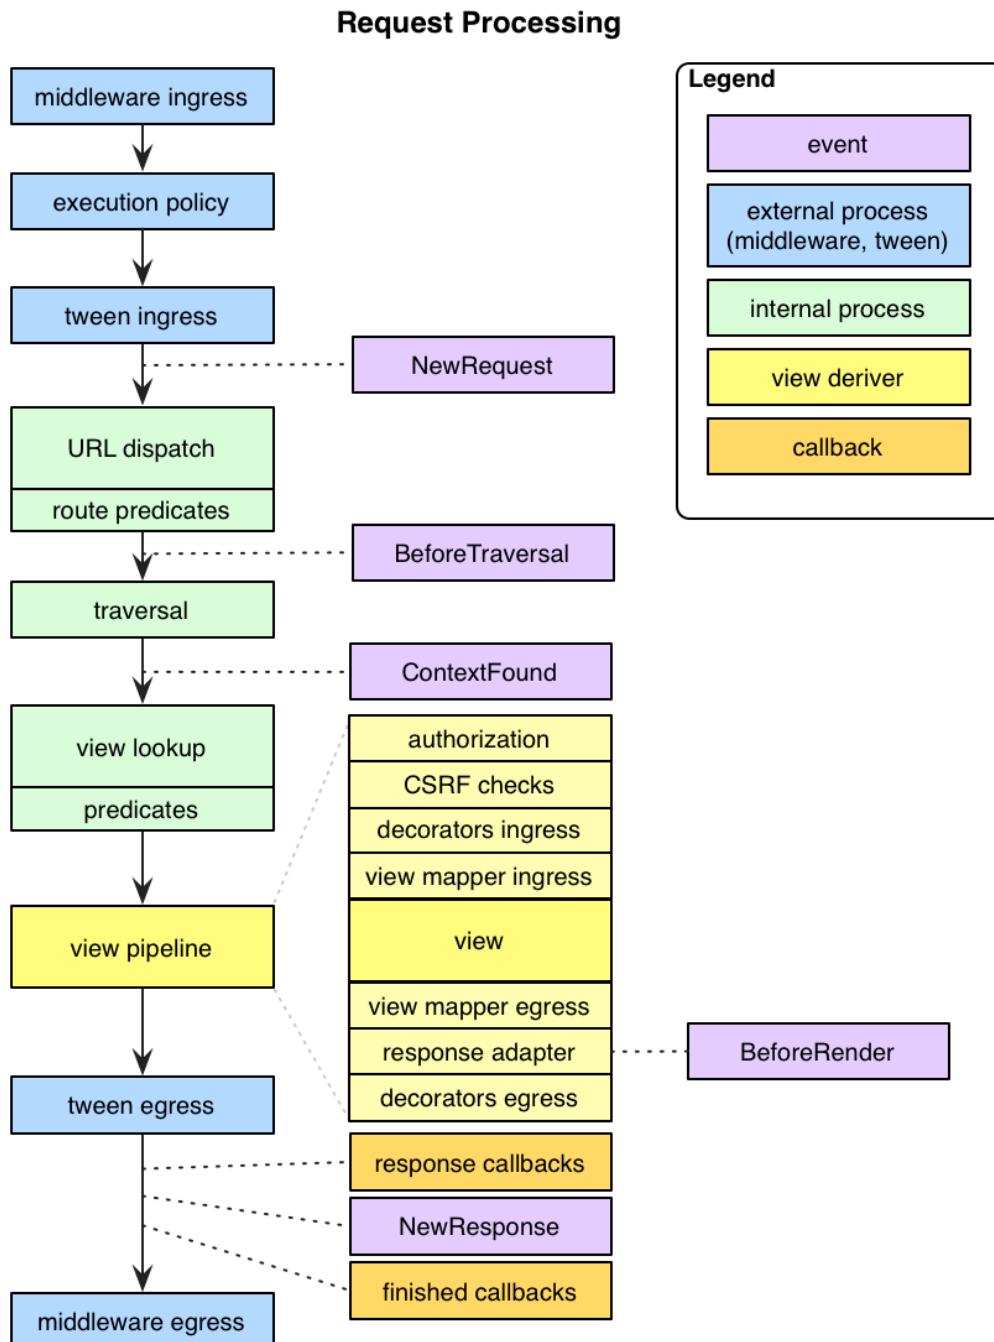 Request Processing
middleware ingress
execution policy
tween ingress
NewRequest
URL dispatch
route predicates
BeforeTraversal
traversal
ContextFound
view lookup
predicates
authorization
CSRF checks
decorators ingress
view mapper ingress
view
view mapper egress
response adapter
decorators egress
view pipeline
BeforeRender
tween egress
response callbacks
NewResponse
finished callbacks
middleware egress
Legend
event
external process
(middleware, tween)
internal process
view deriver
callback